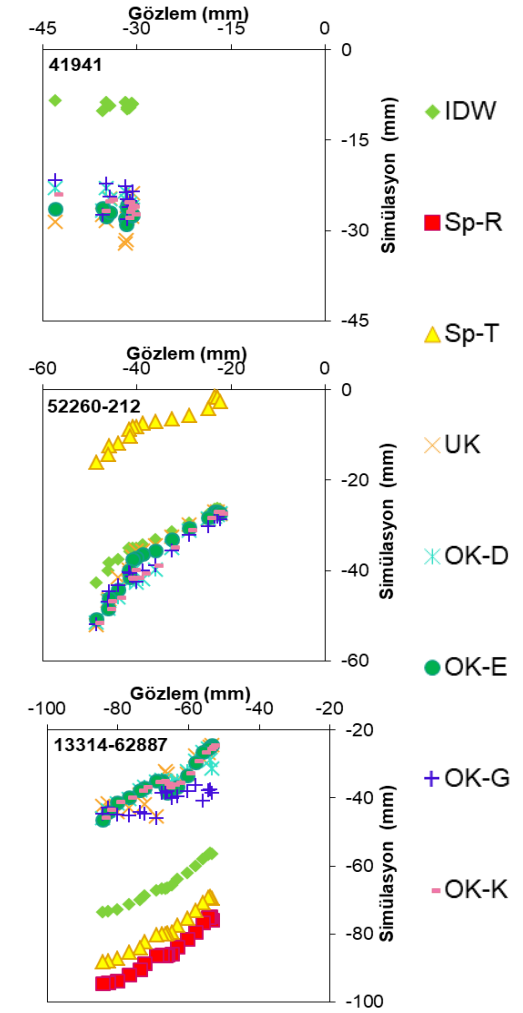 Gözlem (mm)
-45 -30 -15 0
0
41941
-15
-30
-45
Simülasyon (mm)
Gözlem (mm)
-60 -40 -20 0
0
52260-212
-20
-40
-60
Simülasyon (mm)
Gözlem (mm)
-100 -80 -60 -40 -20
-20
13314-62887
-40
-60
-80
-100
Simülasyon (mm)
IDW
Sp-R
Sp-T
UK
OK-D
OK-E
OK-G
OK-K